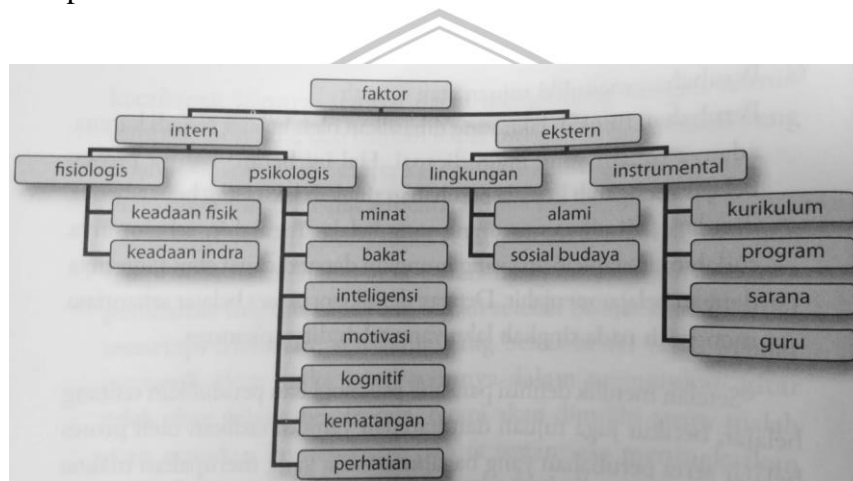 faktor
intern
ekstern
fisiologis
psikologis
lingkungan
instrumental
keadaan fisik
keadaan indra
minat
bakat
inteligensi
motivasi
kognitif
kematangan
perhatian
alami
sosial budaya
kurikulum
program
sarana
guru